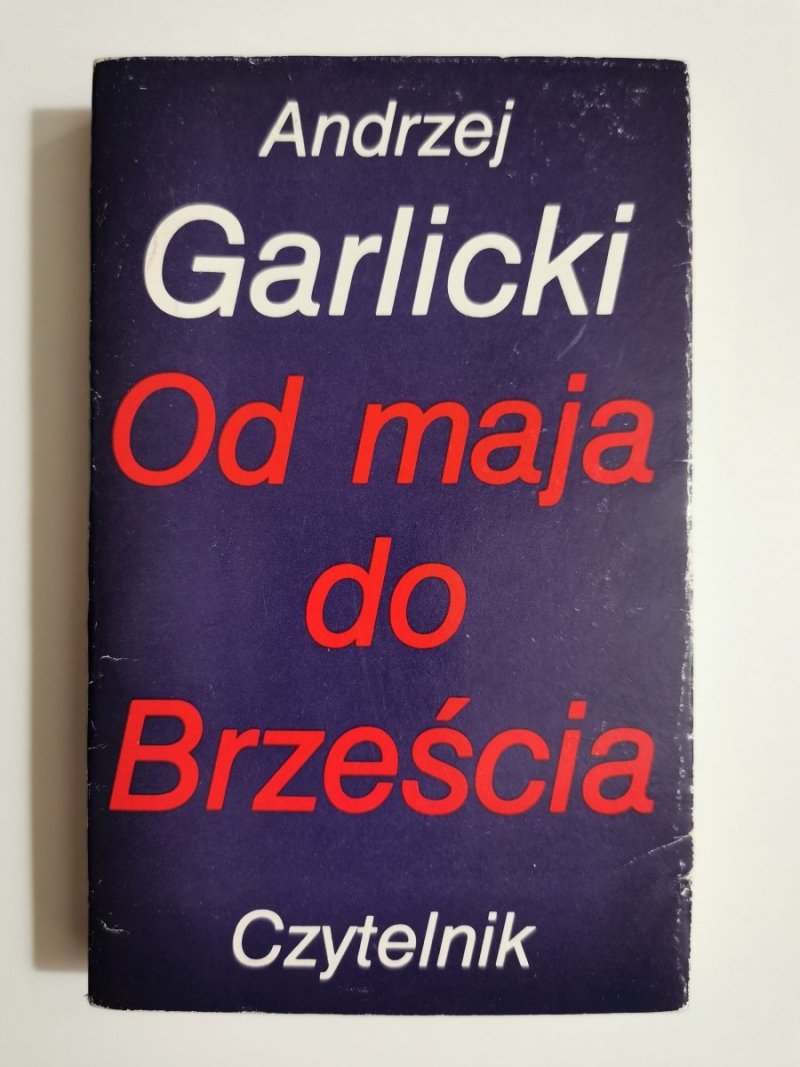 Andrzej
Garlicki
Od maja
do
Brześcia
Czytelnik